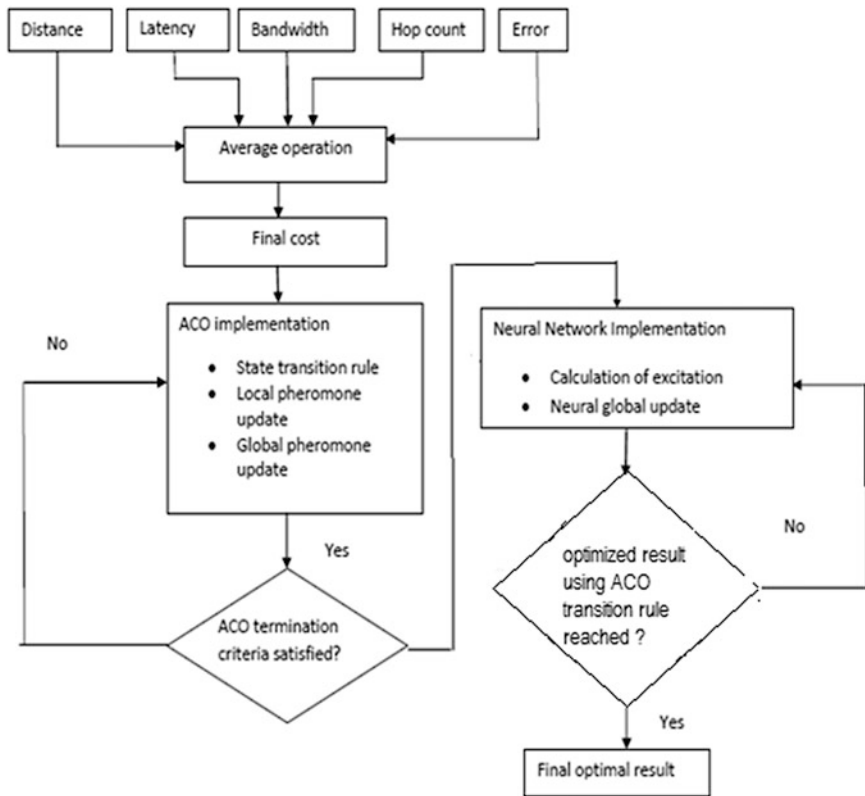 Distance
Latency
Bandwidth
Hop count
Error
Average operation
Final cost
ACO implementation
• State transition rule
• Local pheromone
update
• Global pheromone
update
No
Yes
ACO termination
criteria satisfied?
Neural Network Implementation
• Calculation of excitation
• Neural global update
No
optimized result
using ACO
transition rule
reached ?
Yes
Final optimal result